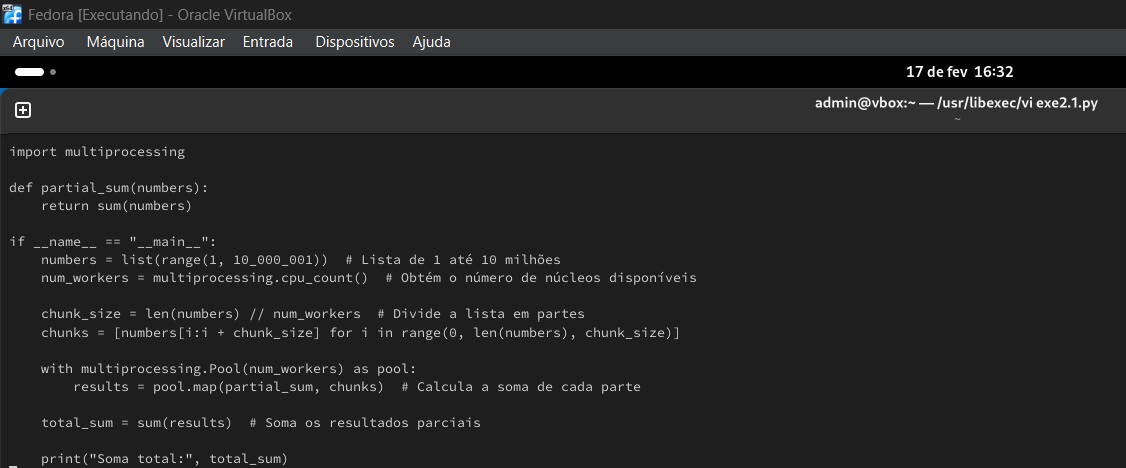 x64
Fedora [Executando] - Oracle VirtualBox
Arquivo Máquina Visualizar Entrada Dispositivos Ajuda
17 de fev 16:32
admin@vbox:~ — /usr/libexec/vi exe2.1.py
~
import multiprocessing
def partial_sum(numbers):
    return sum(numbers)
if __name__ == "__main__":
    numbers = list(range(1, 10_000_001))  # Lista de 1 até 10 milhões
    num_workers = multiprocessing.cpu_count()  # Obtém o número de núcleos disponíveis
    chunk_size = len(numbers) // num_workers  # Divide a lista em partes
    chunks = [numbers[i:i + chunk_size] for i in range(0, len(numbers), chunk_size)]
    with multiprocessing.Pool(num_workers) as pool:
        results = pool.map(partial_sum, chunks)  # Calcula a soma de cada parte
    total_sum = sum(results)  # Soma os resultados parciais
    print("Soma total:", total_sum)